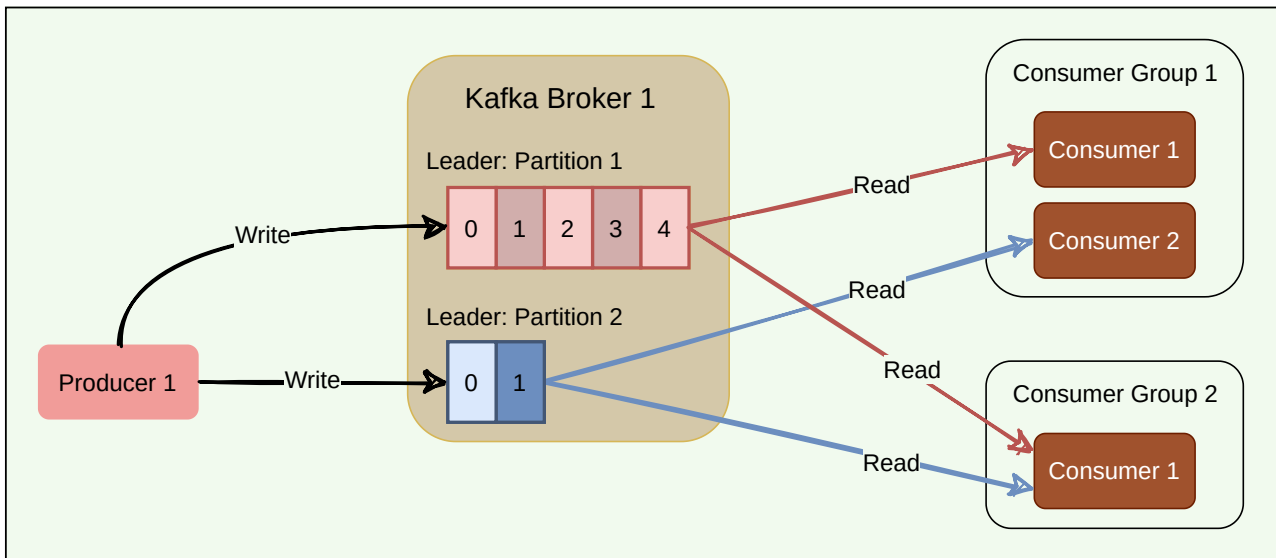 Kafka Broker 1
Leader: Partition 1
0 1 2 3 4
Leader: Partition 2
0 1
Producer 1
Write
Write
Read
Read
Read
Read
Consumer Group 1
Consumer 1
Consumer 2
Consumer Group 2
Consumer 1